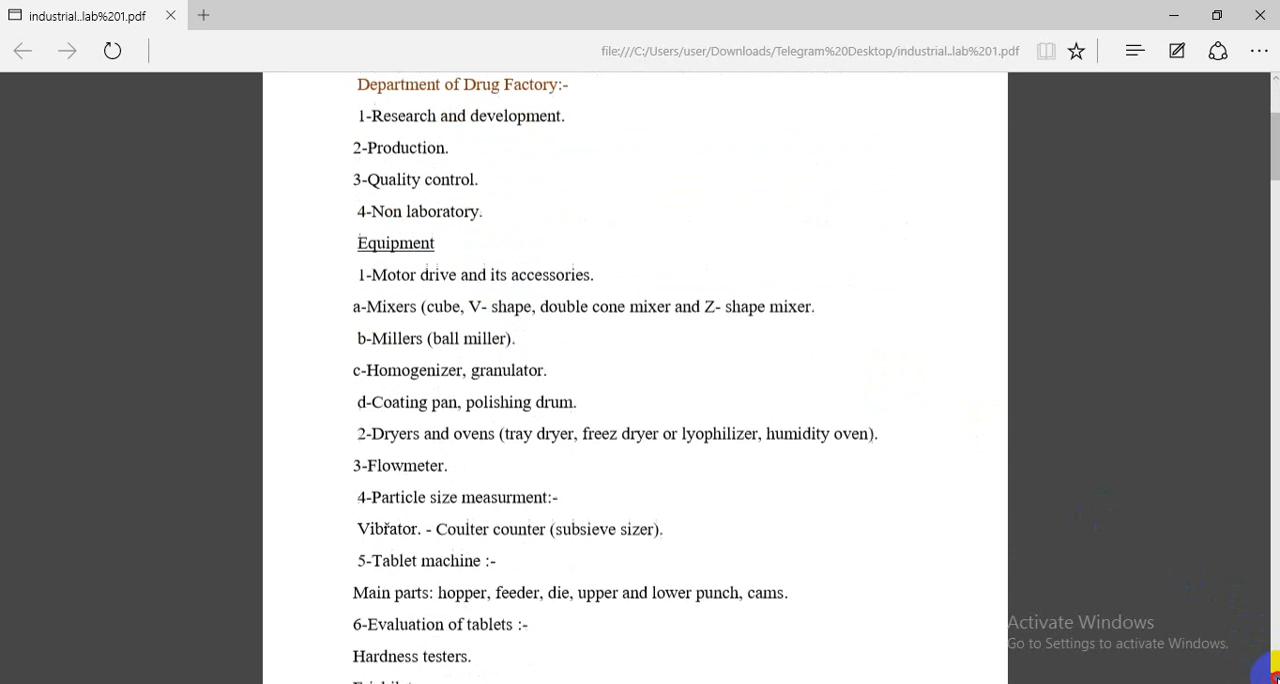 industrial..lab%201.pdf
file:///C:/Users/user/Downloads/Telegram%20Desktop/industrial..lab%201.pdf
Department of Drug Factory:-
1-Research and development.
2-Production.
3-Quality control.
4-Non laboratory.
Equipment
1-Motor drive and its accessories.
a-Mixers (cube, V- shape, double cone mixer and Z- shape mixer.
b-Millers (ball miller).
c-Homogenizer, granulator.
d-Coating pan, polishing drum.
2-Dryers and ovens (tray dryer, freez dryer or lyophilizer, humidity oven).
3-Flowmeter.
4-Particle size measurment:-
Vibrator. - Coulter counter (subsieve sizer).
5-Tablet machine :-
Main parts: hopper, feeder, die, upper and lower punch, cams.
6-Evaluation of tablets :-
Hardness testers.
Activate Windows
Go to Settings to activate Windows.